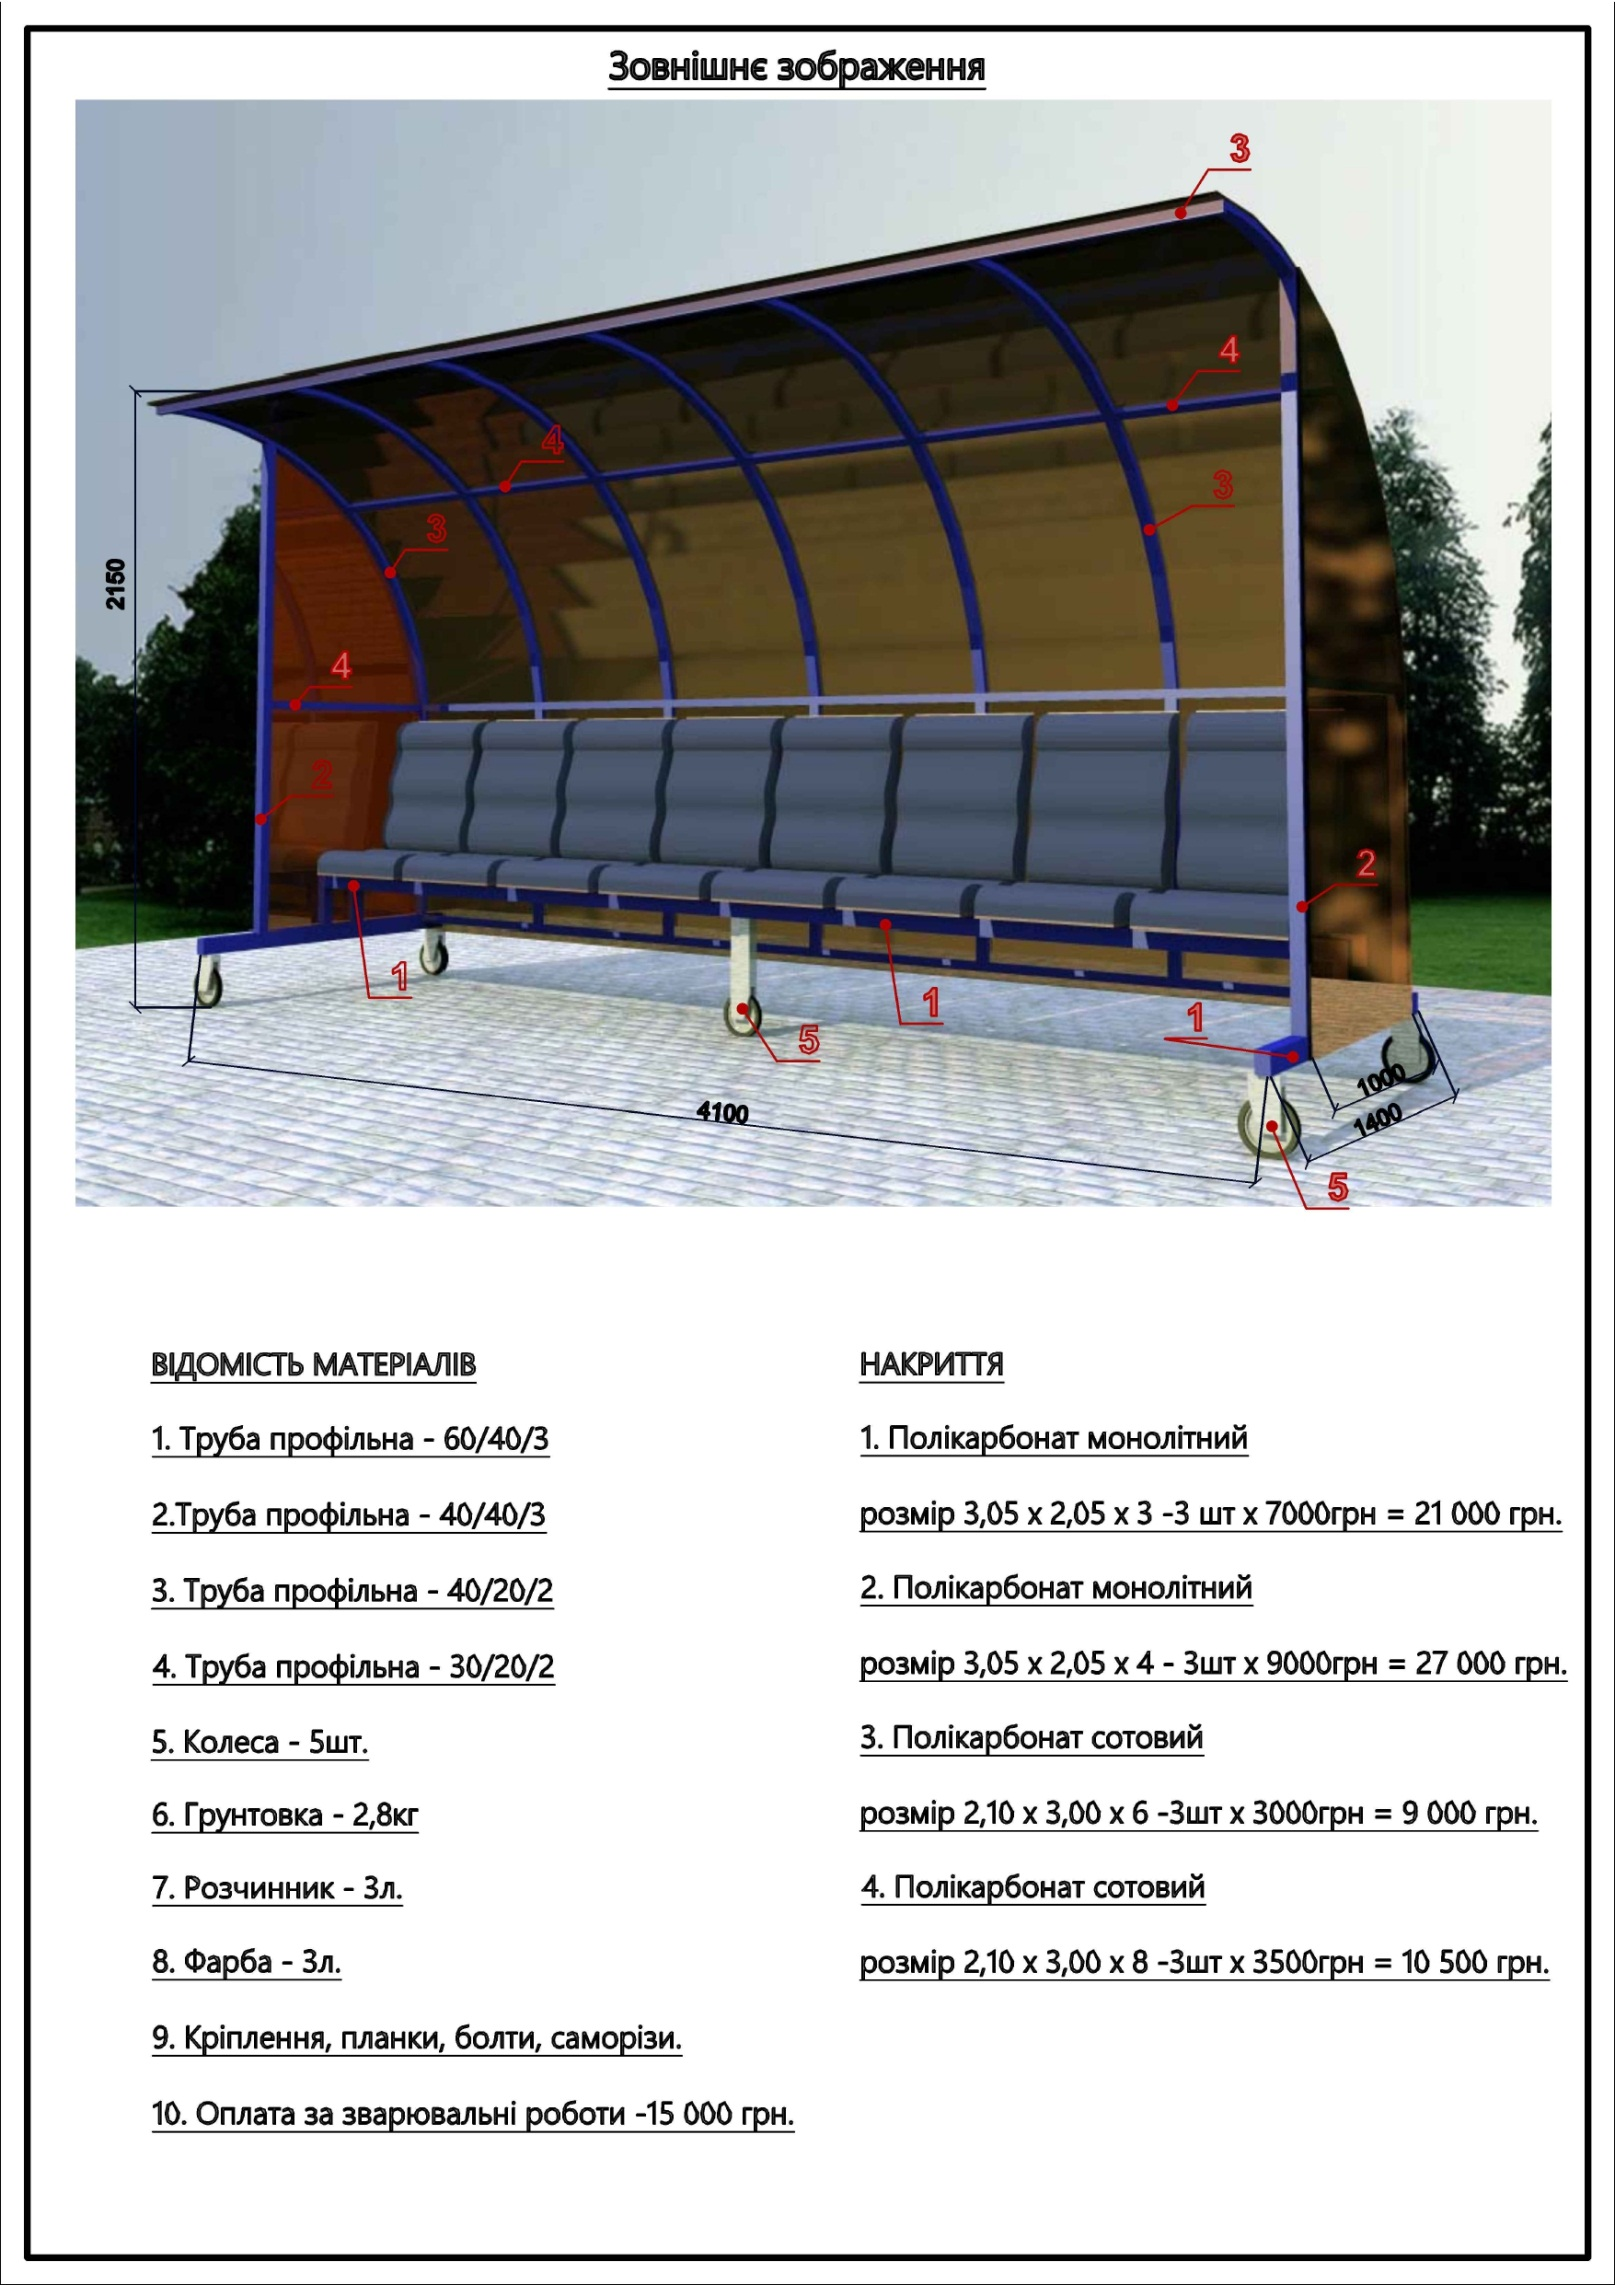 Зовнішнє зображення
3
4
4
3
3
2150
4
2
2
1
1
1
5
1000
4100
1400
5
ВІДОМІСТЬ МАТЕРІАЛІВ
1. Труба профільна - 60/40/3
2.Труба профільна - 40/40/3
3. Труба профільна - 40/20/2
4. Труба профільна - 30/20/2
5. Колеса - 5шт.
6. Грунтовка - 2,8кг
7. Розчинник - 3л.
8. Фарба - 3л.
9. Кріплення, планки, болти, саморізи.
10. Оплата за зварювальні роботи -15 000 грн.
НАКРИТТЯ
1. Полікарбонат монолітний
розмір 3,05 х 2,05 х 3 -3 шт х 7000грн = 21 000 грн.
2. Полікарбонат монолітний
розмір 3,05 х 2,05 х 4 - 3шт х 9000грн = 27 000 грн.
3. Полікарбонат сотовий
розмір 2,10 х 3,00 х 6 -3шт х 3000грн = 9 000 грн.
4. Полікарбонат сотовий
розмір 2,10 х 3,00 х 8 -3шт х 3500грн = 10 500 грн.